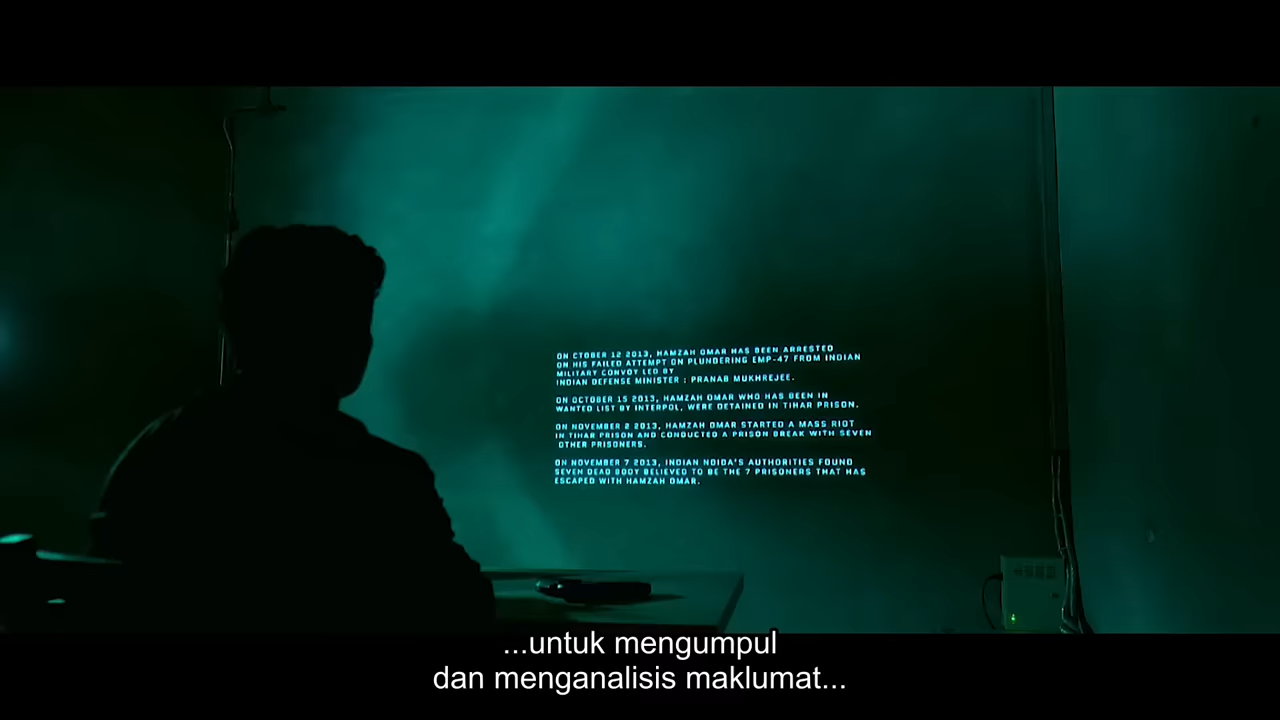 ON CTOBER 12 2013, HAMZAH OMAR HAS BEEN ARRESTED
ON HIS FAILED ATTEMPT ON PLUNDERING EMP-47 FROM INDIAN
MILITARY CONVOY LED BY
INDIAN DEFENSE MINISTER : PRANAB MUKHREJEE.
ON OCTOBER 15 2013, HAMZAH OMAR WHO HAS BEEN IN
WANTED LIST BY INTERPOL, WERE DETAINED IN TIHAR PRISON.
ON NOVEMBER 2 2013, HAMZAH OMAR STARTED A MASS RIOT
IN TIHAR PRISON AND CONDUCTED A PRISON BREAK WITH SEVEN
OTHER PRISONERS.
ON NOVEMBER 7 2013, INDIAN NOIDA'S AUTHORITIES FOUND
SEVEN DEAD BODY BELIEVED TO BE THE 7 PRISONERS THAT HAS
ESCAPED WITH HAMZAH OMAR.
...untuk mengumpul
dan menganalisis maklumat...